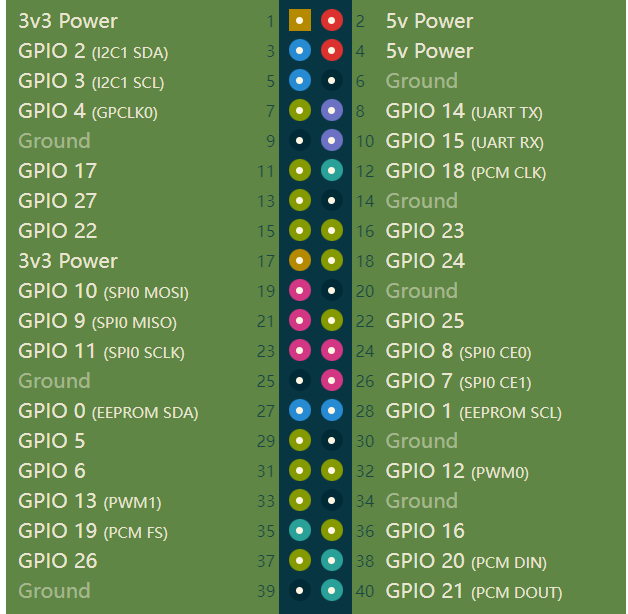 3v3 Power 1 2 5v Power
GPIO 2 (I2C1 SDA) 3 4 5v Power
GPIO 3 (I2C1 SCL) 5 6 Ground
GPIO 4 (GPCLK0) 7 8 GPIO 14 (UART TX)
Ground 9 10 GPIO 15 (UART RX)
GPIO 17 11 12 GPIO 18 (PCM CLK)
GPIO 27 13 14 Ground
GPIO 22 15 16 GPIO 23
3v3 Power 17 18 GPIO 24
GPIO 10 (SPI0 MOSI) 19 20 Ground
GPIO 9 (SPI0 MISO) 21 22 GPIO 25
GPIO 11 (SPI0 SCLK) 23 24 GPIO 8 (SPI0 CE0)
Ground 25 26 GPIO 7 (SPI0 CE1)
GPIO 0 (EEPROM SDA) 27 28 GPIO 1 (EEPROM SCL)
GPIO 5 29 30 Ground
GPIO 6 31 32 GPIO 12 (PWM0)
GPIO 13 (PWM1) 33 34 Ground
GPIO 19 (PCM FS) 35 36 GPIO 16
GPIO 26 37 38 GPIO 20 (PCM DIN)
Ground 39 40 GPIO 21 (PCM DOUT)